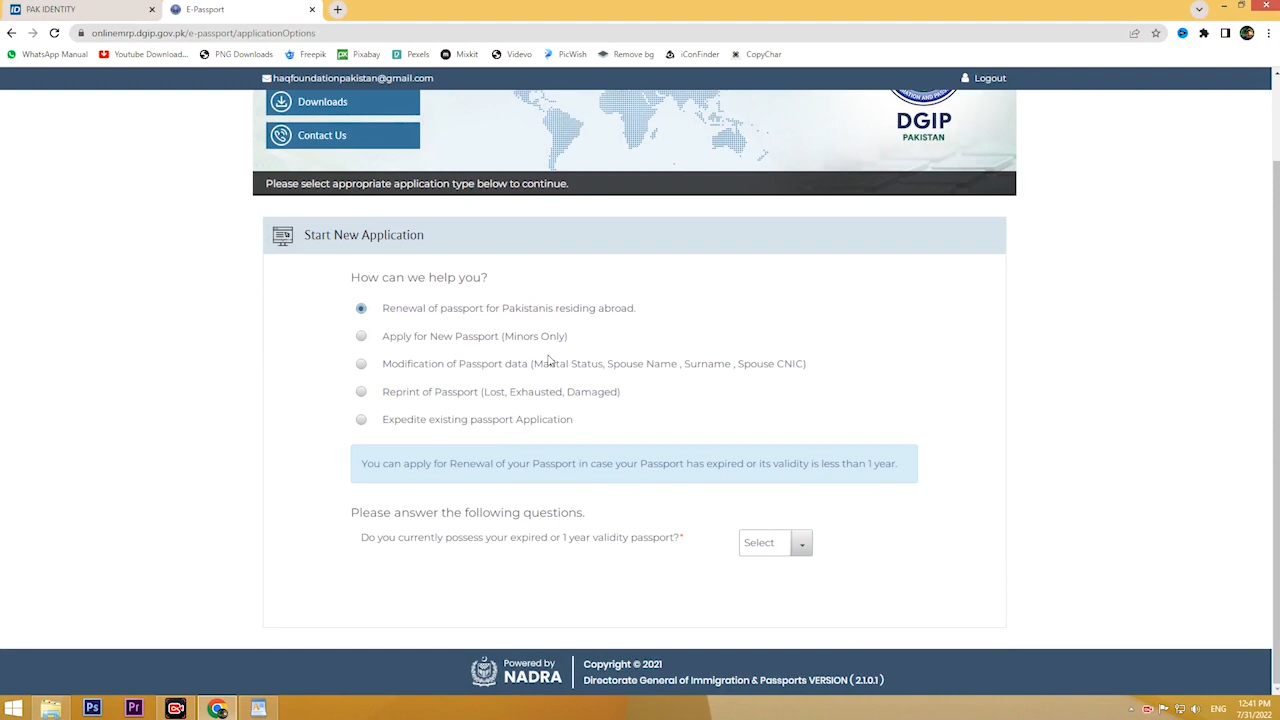 PAK IDENTITY
E-Passport
onlinemrp.dgip.gov.pk/e-passport/applicationOptions
WhatsApp Manual
Youtube Download...
PNG Downloads
Freepik
Pixabay
Pexels
Mixkit
Videvo
PicWish
Remove bg
iConFinder
CopyChar
haqfoundationpakistan@gmail.com
Logout
Downloads
Contact Us
DGIP
PAKISTAN
Please select appropriate application type below to continue.
Start New Application
How can we help you?
Renewal of passport for Pakistanis residing abroad.
Apply for New Passport (Minors Only)
Modification of Passport data (Marital Status, Spouse Name , Surname , Spouse CNIC)
Reprint of Passport (Lost, Exhausted, Damaged)
Expedite existing passport Application
You can apply for Renewal of your Passport in case your Passport has expired or its validity is less than 1 year.
Please answer the following questions.
Do you currently possess your expired or 1 year validity passport?*
Select
Powered by
NADRA
Copyright © 2021
Directorate General of Immigration & Passports VERSION ( 2.1.0.1 )
Ps
Pr
ENG
12:41 PM
7/31/2022